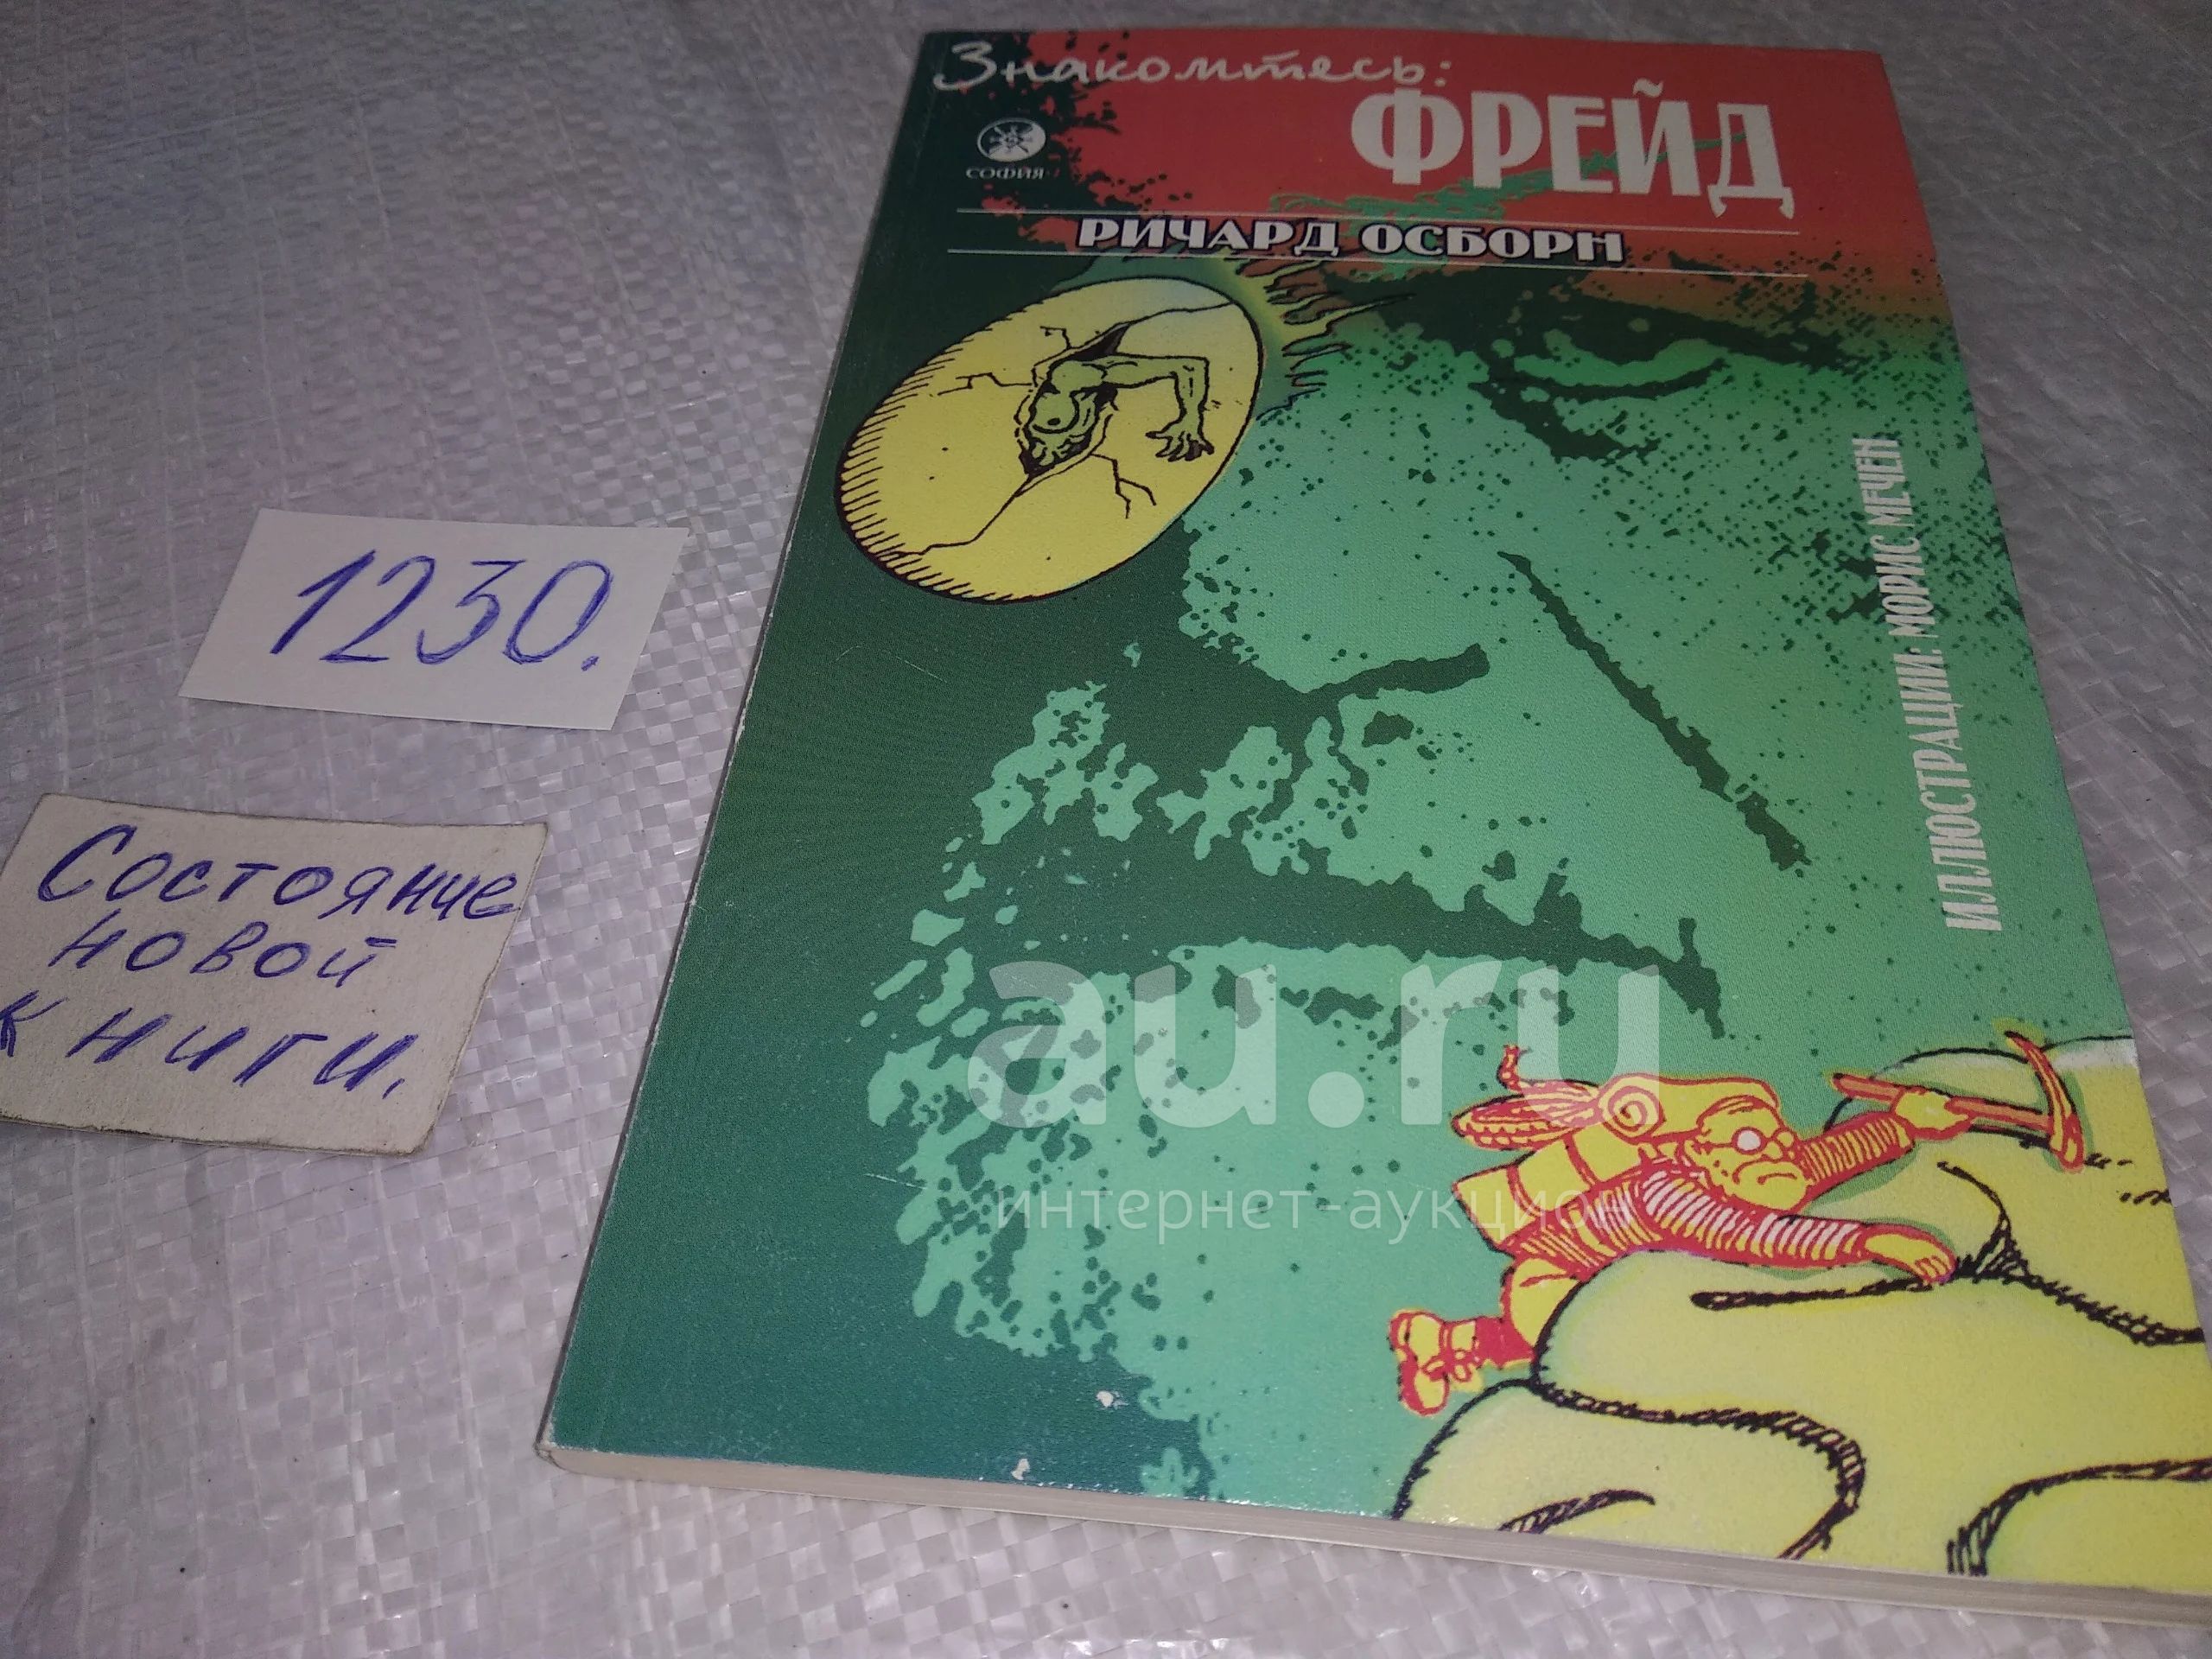 Знакомтесь:
ФРЕЙД
СОФИЯ
РИЧАРД ОСБОРН
ИЛЛЮСТРАЦИИ: МОРИС МЕЧЕН
1230.
Состояние
новой
книги.
au.ru
интернет-аукцион